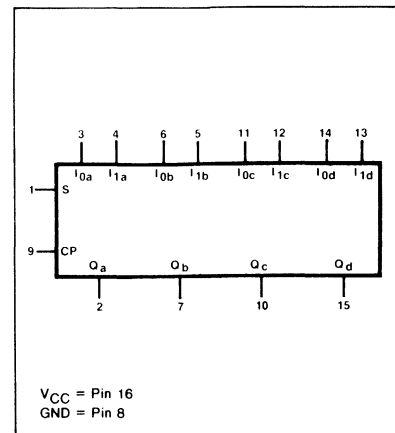 3 4 6 5 11 12 14 13
I0a I1a I0b I1b I0c I1c I0d I1d
1 S
9 CP
Qa Qb Qc Qd
2 7 10 15
VCC = Pin 16
GND = Pin 8